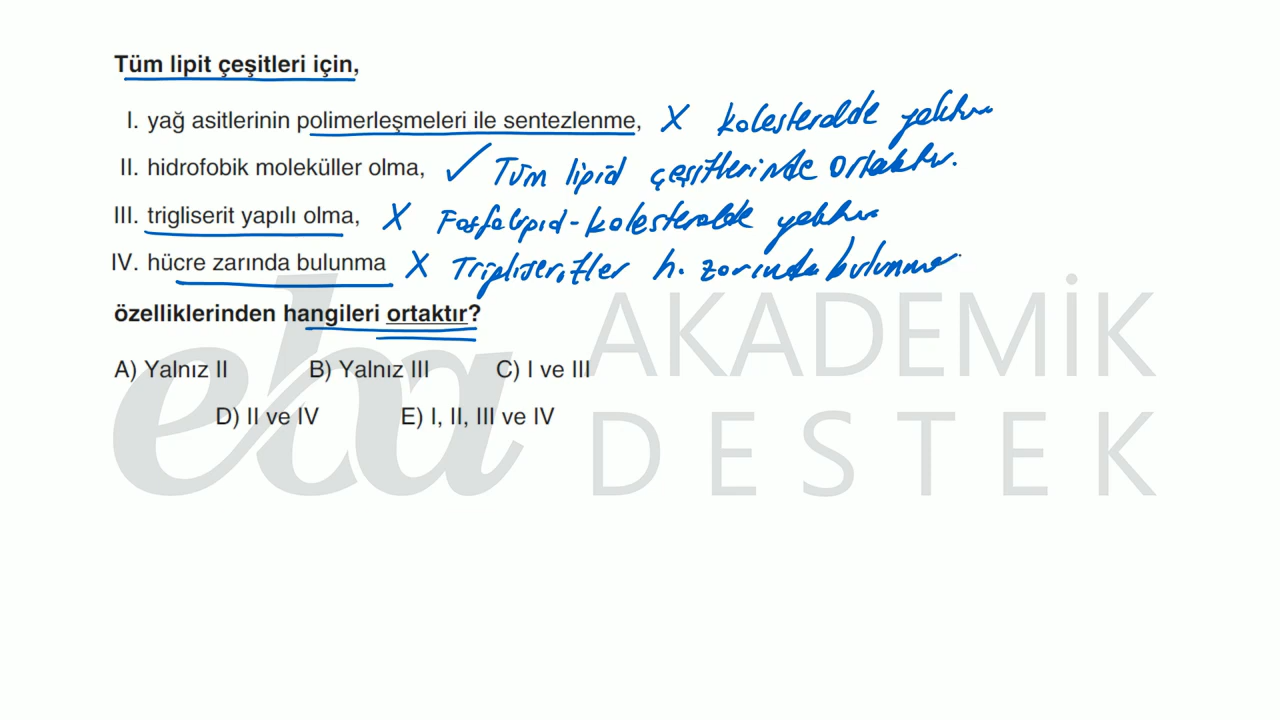 Tüm lipit çeşitleri için,
I. yağ asitlerinin polimerleşmeleri ile sentezlenme, X kolesterolde yoktur
II. hidrofobik moleküller olma, ✓ Tüm lipid çeşitlerinde ortaktır.
III. trigliserit yapılı olma, X Fosfolipid-kolesterolde yoktur
IV. hücre zarında bulunma X Trigliseritler h. zarında bulunmaz
özelliklerinden hangileri ortaktır?
A) Yalnız II B) Yalnız III C) I ve III
D) II ve IV E) I, II, III ve IV
eba AKADEMİK
DESTEK